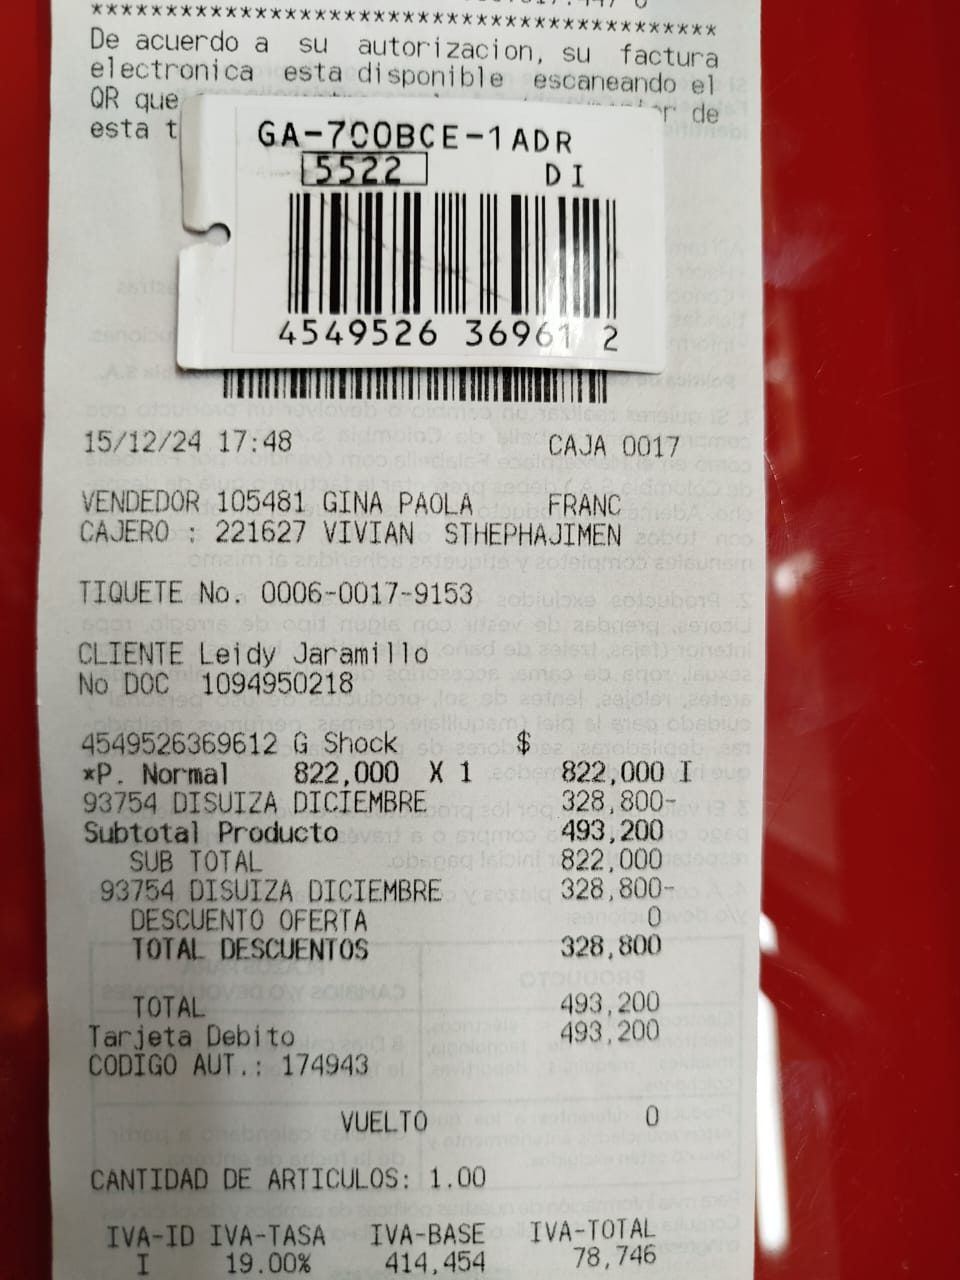 ****************************************
De acuerdo a su autorizacion, su factura
electronica esta disponible escaneando el
QR que de
esta t
GA-700BCE-1ADR
5522 DI
4549526 36961 2
15/12/24 17:48 CAJA 0017
VENDEDOR 105481 GINA PAOLA FRANC
CAJERO : 221627 VIVIAN STHEPHAJIMEN
TIQUETE No. 0006-0017-9153
CLIENTE Leidy Jaramillo
No DOC 1094950218
4549526369612 G Shock $
*P. Normal 822,000 X 1 822,000 I
93754 DISUIZA DICIEMBRE 328,800-
Subtotal Producto 493,200
SUB TOTAL 822,000
93754 DISUIZA DICIEMBRE 328,800-
DESCUENTO OFERTA 0
TOTAL DESCUENTOS 328,800
TOTAL 493,200
Tarjeta Debito 493,200
CODIGO AUT.: 174943
VUELTO 0
CANTIDAD DE ARTICULOS: 1.00
IVA-ID IVA-TASA IVA-BASE IVA-TOTAL
I 19.00% 414,454 78,746